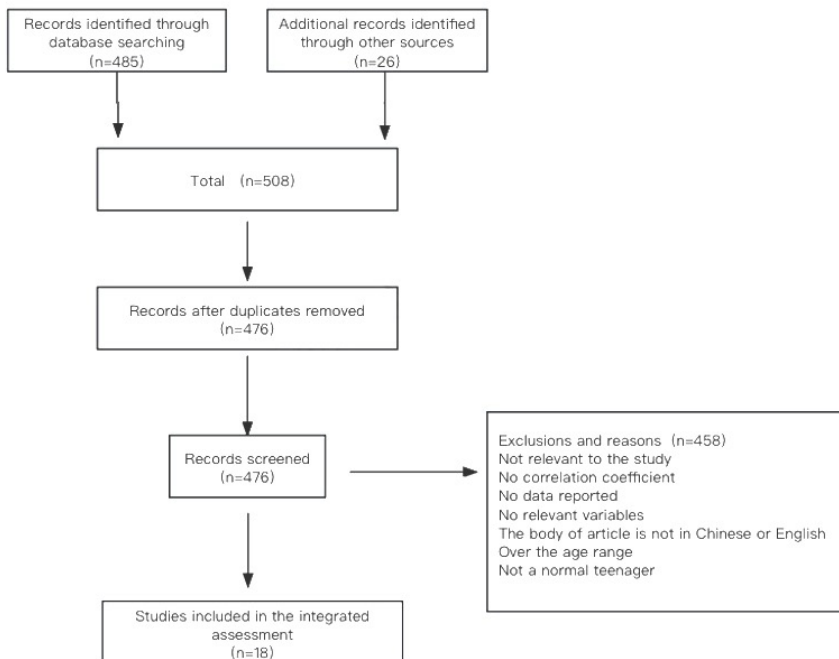 Records identified through
database searching
(n=485)
Additional records identified
through other sources
(n=26)
Total (n=508)
Records after duplicates removed
(n=476)
Records screened
(n=476)
Exclusions and reasons (n=458)
Not relevant to the study
No correlation coefficient
No data reported
No relevant variables
The body of article is not in Chinese or English
Over the age range
Not a normal teenager
Studies included in the integrated
assessment
(n=18)